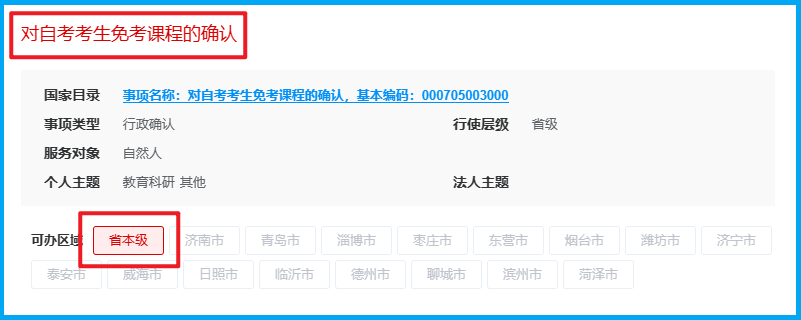 对自考考生免考课程的确认
国家目录 事项名称：对自考考生免考课程的确认，基本编码：000705003000
事项类型 行政确认 行使层级 省级
服务对象 自然人
个人主题 教育科研 其他 法人主题
可办区域 省本级 济南市 青岛市 淄博市 枣庄市 东营市 烟台市 潍坊市 济宁市
泰安市 威海市 日照市 临沂市 德州市 聊城市 滨州市 菏泽市